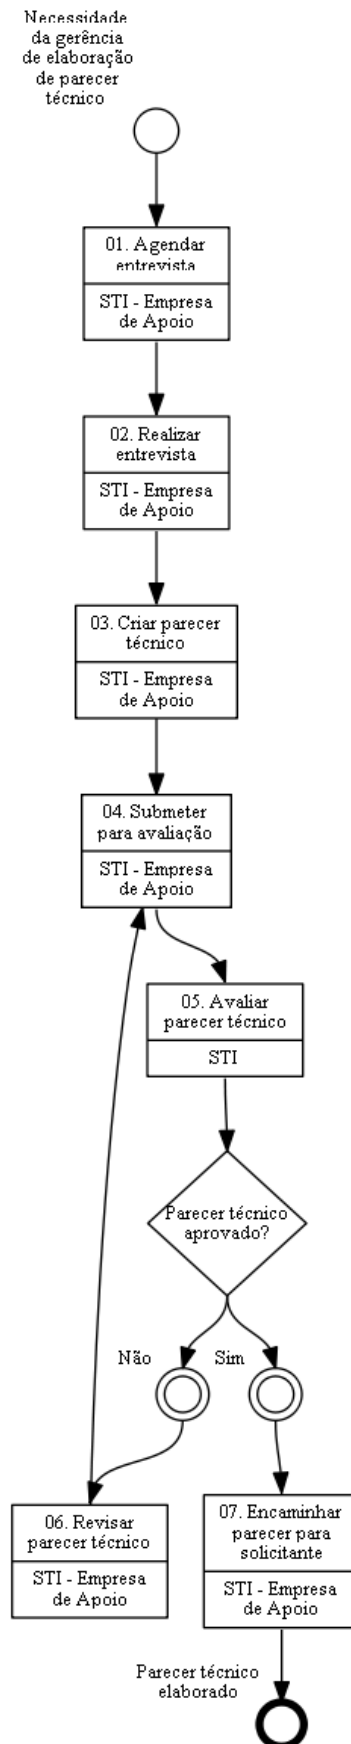 Necessidade
da gerência
de elaboração
de parecer
técnico
01. Agendar
entrevista
STI - Empresa
de Apoio
02. Realizar
entrevista
STI - Empresa
de Apoio
03. Criar parecer
técnico
STI - Empresa
de Apoio
04. Submeter
para avaliação
STI - Empresa
de Apoio
05. Avaliar
parecer técnico
STI
Parecer técnico
aprovado?
Não
Sim
06. Revisar
parecer técnico
STI - Empresa
de Apoio
07. Encaminhar
parecer para
solicitante
STI - Empresa
de Apoio
Parecer técnico
elaborado